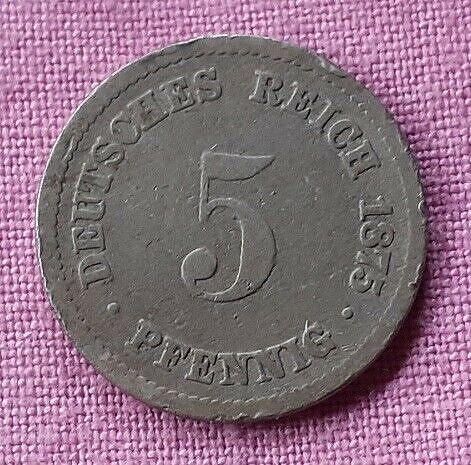 DEUTSCHES REICH 1875
5
• PFENNIG •